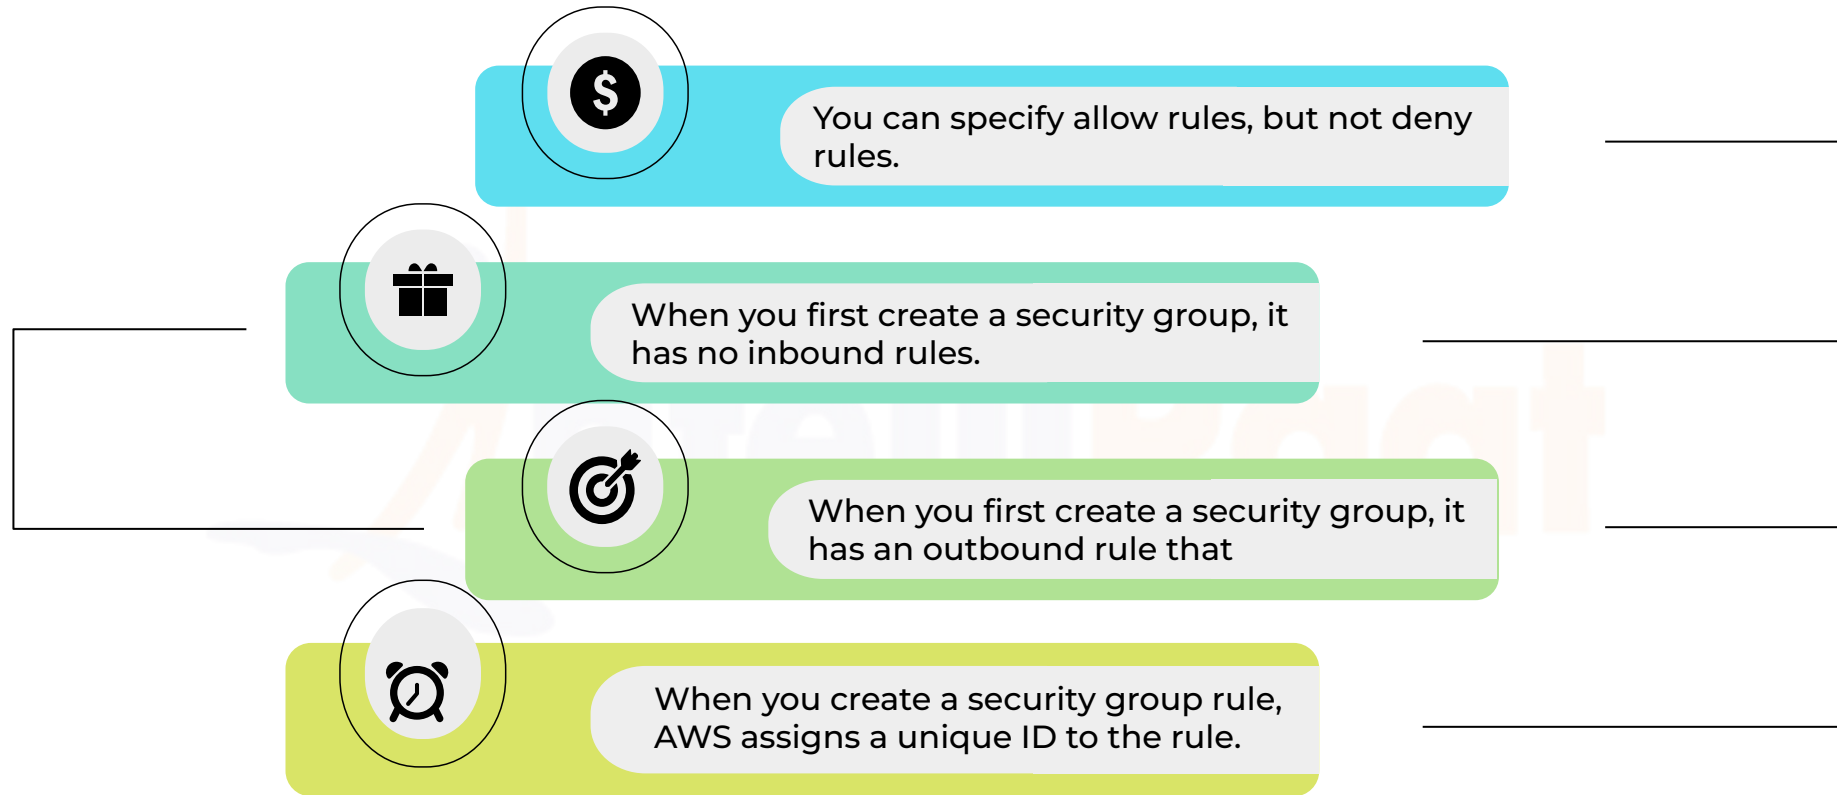 $
You can specify allow rules, but not deny
rules.
When you first create a security group, it
has no inbound rules.
When you first create a security group, it
has an outbound rule that
When you create a security group rule,
AWS assigns a unique ID to the rule.